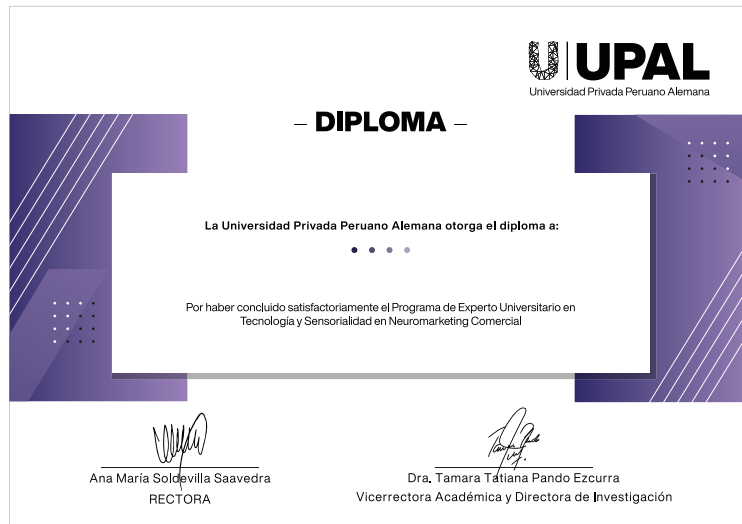 UPAL
Universidad Privada Peruano Alemana
– DIPLOMA –
La Universidad Privada Peruano Alemana otorga el diploma a:
Por haber concluido satisfactoriamente el Programa de Experto Universitario en
Tecnología y Sensorialidad en Neuromarketing Comercial
Ana María Soldevilla Saavedra
RECTORA
Dra. Tamara Tatiana Pando Ezcurra
Vicerrectora Académica y Directora de Investigación